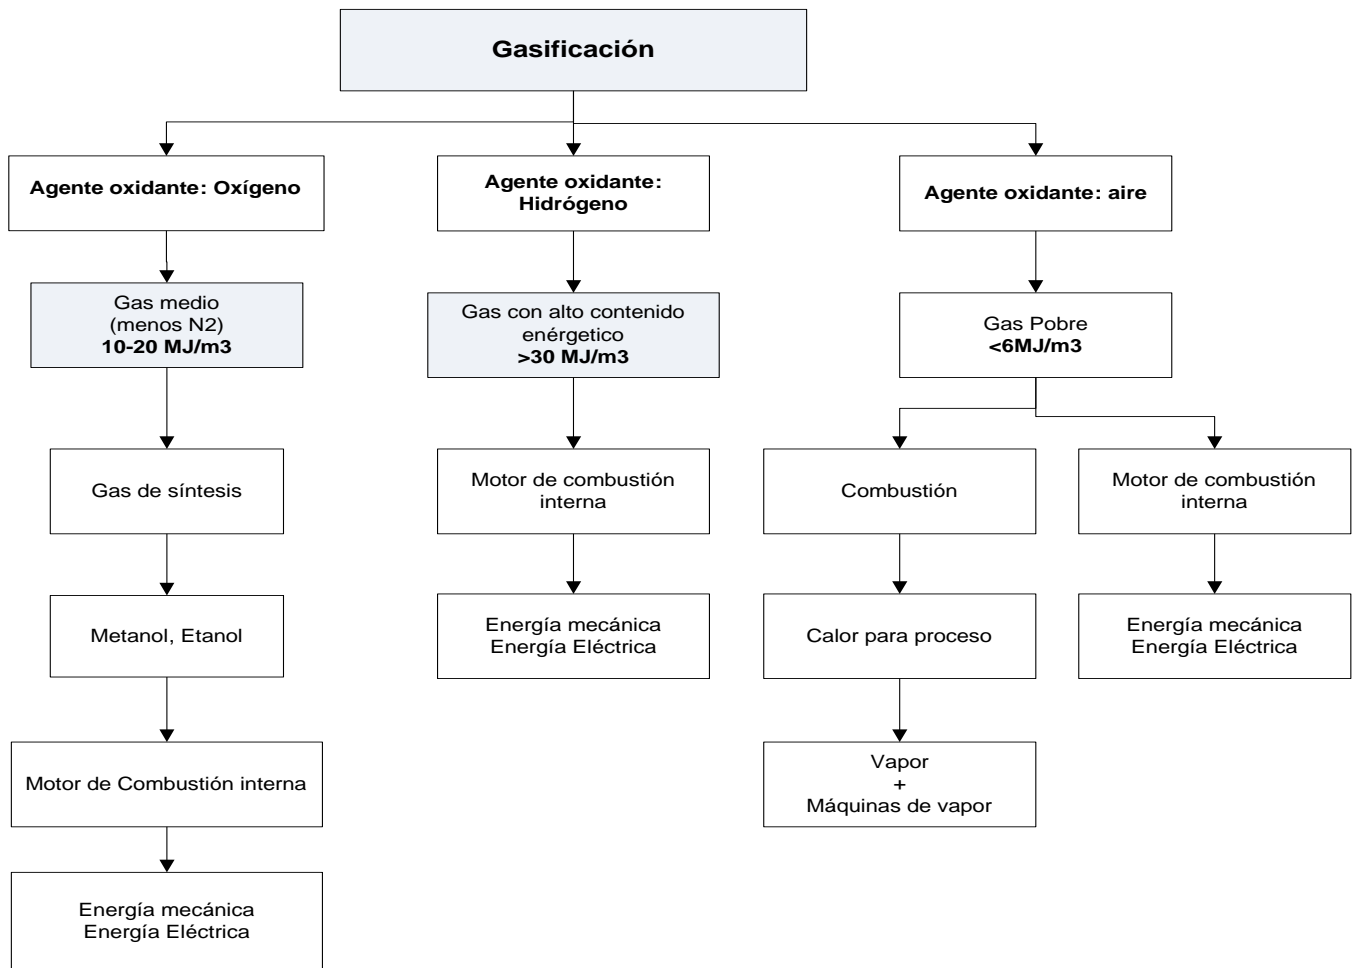 Gasificación
Agente oxidante: Oxígeno
Agente oxidante:
Hidrógeno
Agente oxidante: aire
Gas medio
(menos N2)
10-20 MJ/m3
Gas con alto contenido
enérgetico
>30 MJ/m3
Gas Pobre
<6MJ/m3
Gas de síntesis
Motor de combustión
interna
Combustión
Motor de combustión
interna
Metanol, Etanol
Energía mecánica
Energía Eléctrica
Calor para proceso
Energía mecánica
Energía Eléctrica
Motor de Combustión interna
Vapor
+
Máquinas de vapor
Energía mecánica
Energía Eléctrica